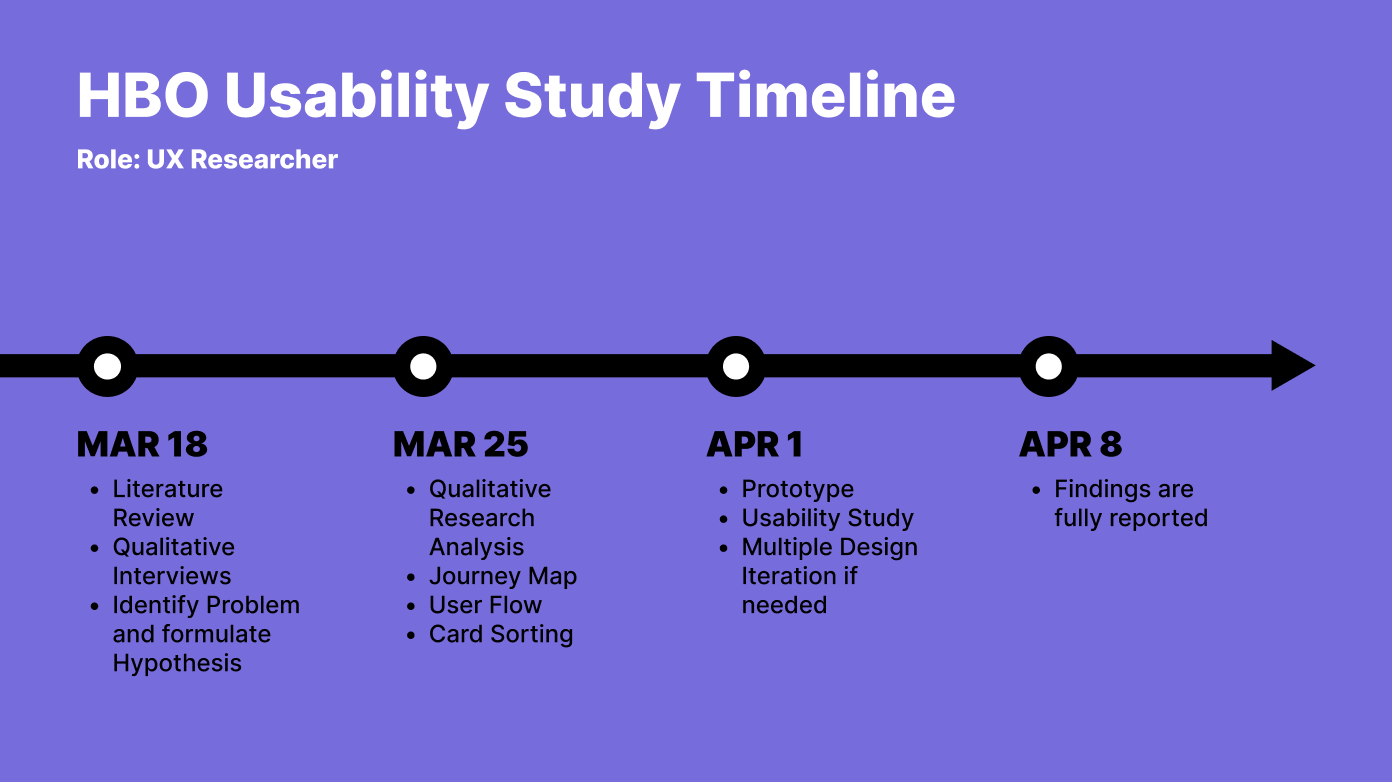 HBO Usability Study Timeline
Role: UX Researcher
MAR 18
• Literature
Review
• Qualitative
Interviews
• Identify Problem
and formulate
Hypothesis
MAR 25
• Qualitative
Research
Analysis
• Journey Map
• User Flow
• Card Sorting
APR 1
• Prototype
• Usability Study
• Multiple Design
Iteration if
needed
APR 8
• Findings are
fully reported